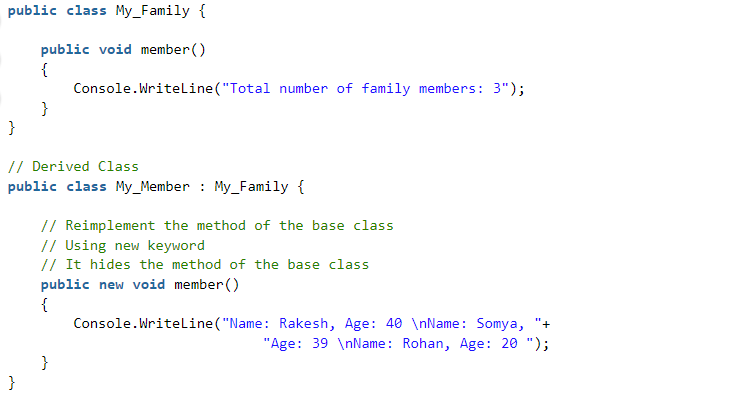 public class My_Family {
public void member()
{
Console.WriteLine("Total number of family members: 3");
}
}
// Derived Class
public class My_Member : My_Family {
// Reimplement the method of the base class
// Using new keyword
// It hides the method of the base class
public new void member()
{
Console.WriteLine("Name: Rakesh, Age: 40 \nName: Somya, "+
"Age: 39 \nName: Rohan, Age: 20 ");
}
}